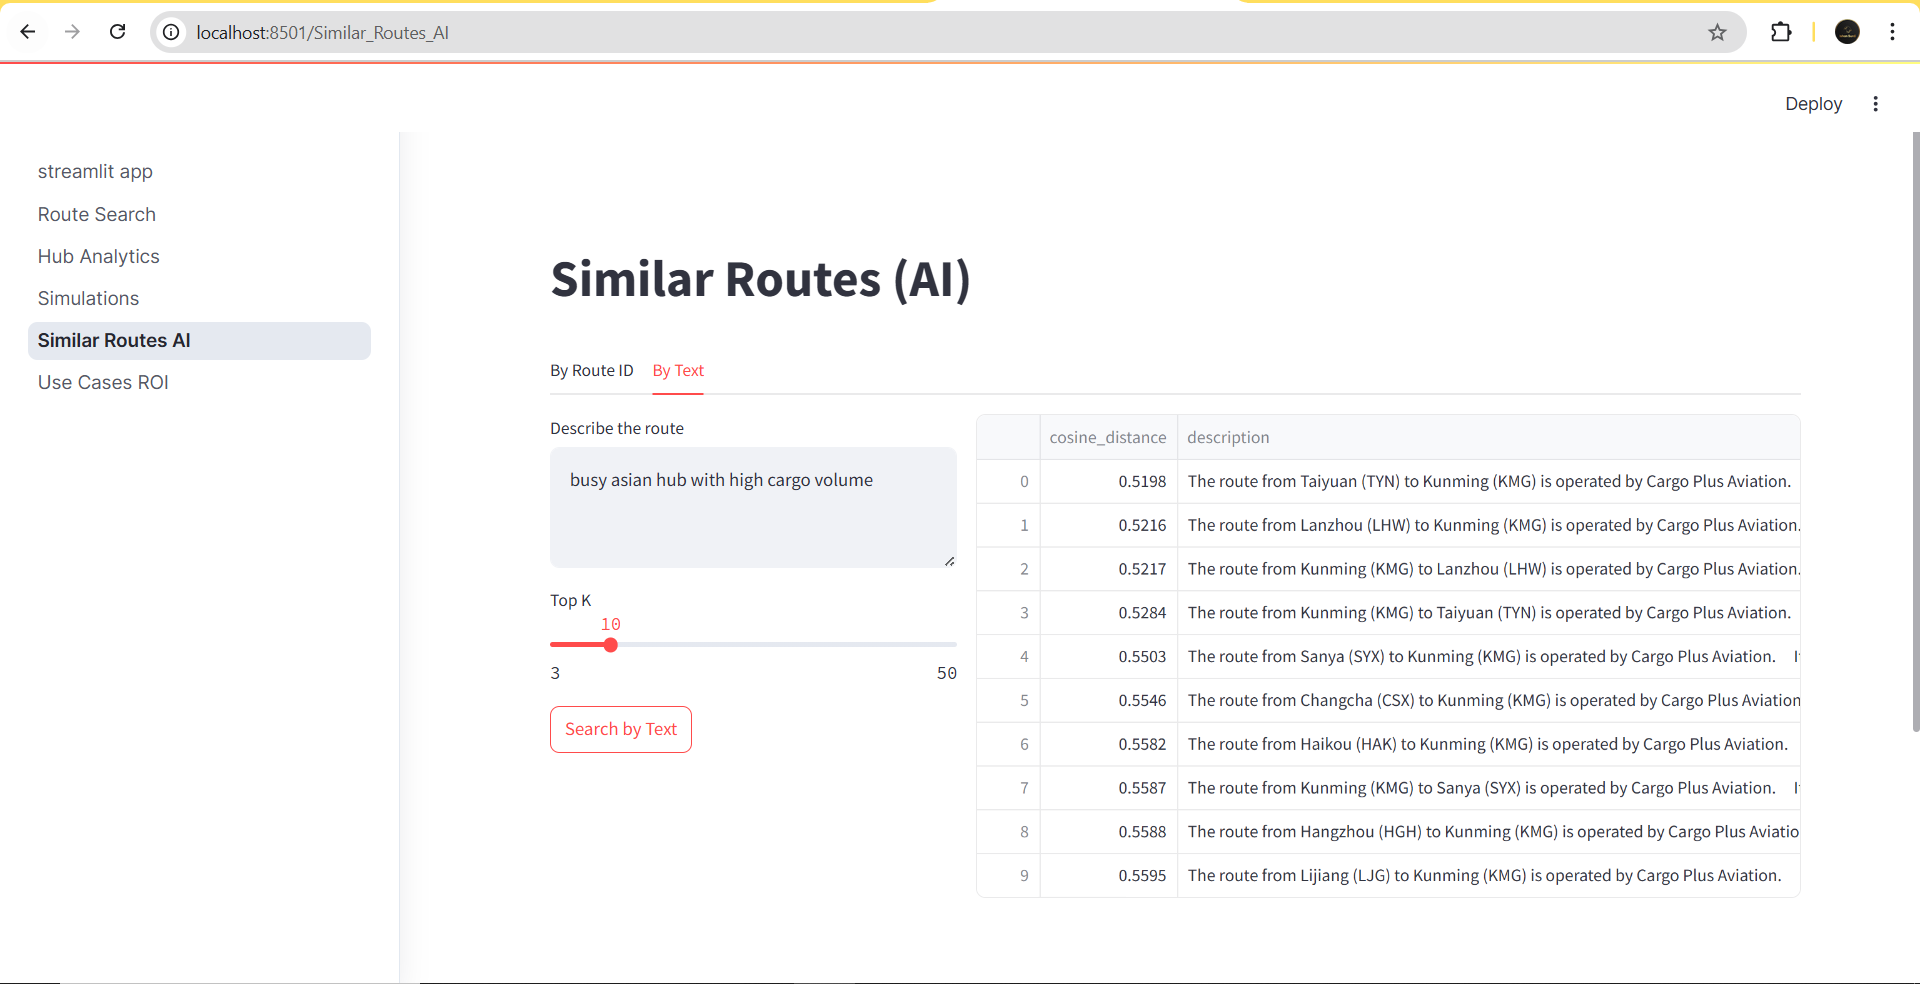 localhost:8501/Similar_Routes_AI
Deploy
streamlit app
Route Search
Hub Analytics
Simulations
Similar Routes AI
Use Cases ROI
Similar Routes (AI)
By Route ID By Text
Describe the route
busy asian hub with high cargo volume
Top K
10
3 50
Search by Text
cosine_distance description
0 0.5198 The route from Taiyuan (TYN) to Kunming (KMG) is operated by Cargo Plus Aviation.
1 0.5216 The route from Lanzhou (LHW) to Kunming (KMG) is operated by Cargo Plus Aviation.
2 0.5217 The route from Kunming (KMG) to Lanzhou (LHW) is operated by Cargo Plus Aviation.
3 0.5284 The route from Kunming (KMG) to Taiyuan (TYN) is operated by Cargo Plus Aviation.
4 0.5503 The route from Sanya (SYX) to Kunming (KMG) is operated by Cargo Plus Aviation.
5 0.5546 The route from Changcha (CSX) to Kunming (KMG) is operated by Cargo Plus Aviation
6 0.5582 The route from Haikou (HAK) to Kunming (KMG) is operated by Cargo Plus Aviation.
7 0.5587 The route from Kunming (KMG) to Sanya (SYX) is operated by Cargo Plus Aviation.
8 0.5588 The route from Hangzhou (HGH) to Kunming (KMG) is operated by Cargo Plus Aviatio
9 0.5595 The route from Lijiang (LJG) to Kunming (KMG) is operated by Cargo Plus Aviation.